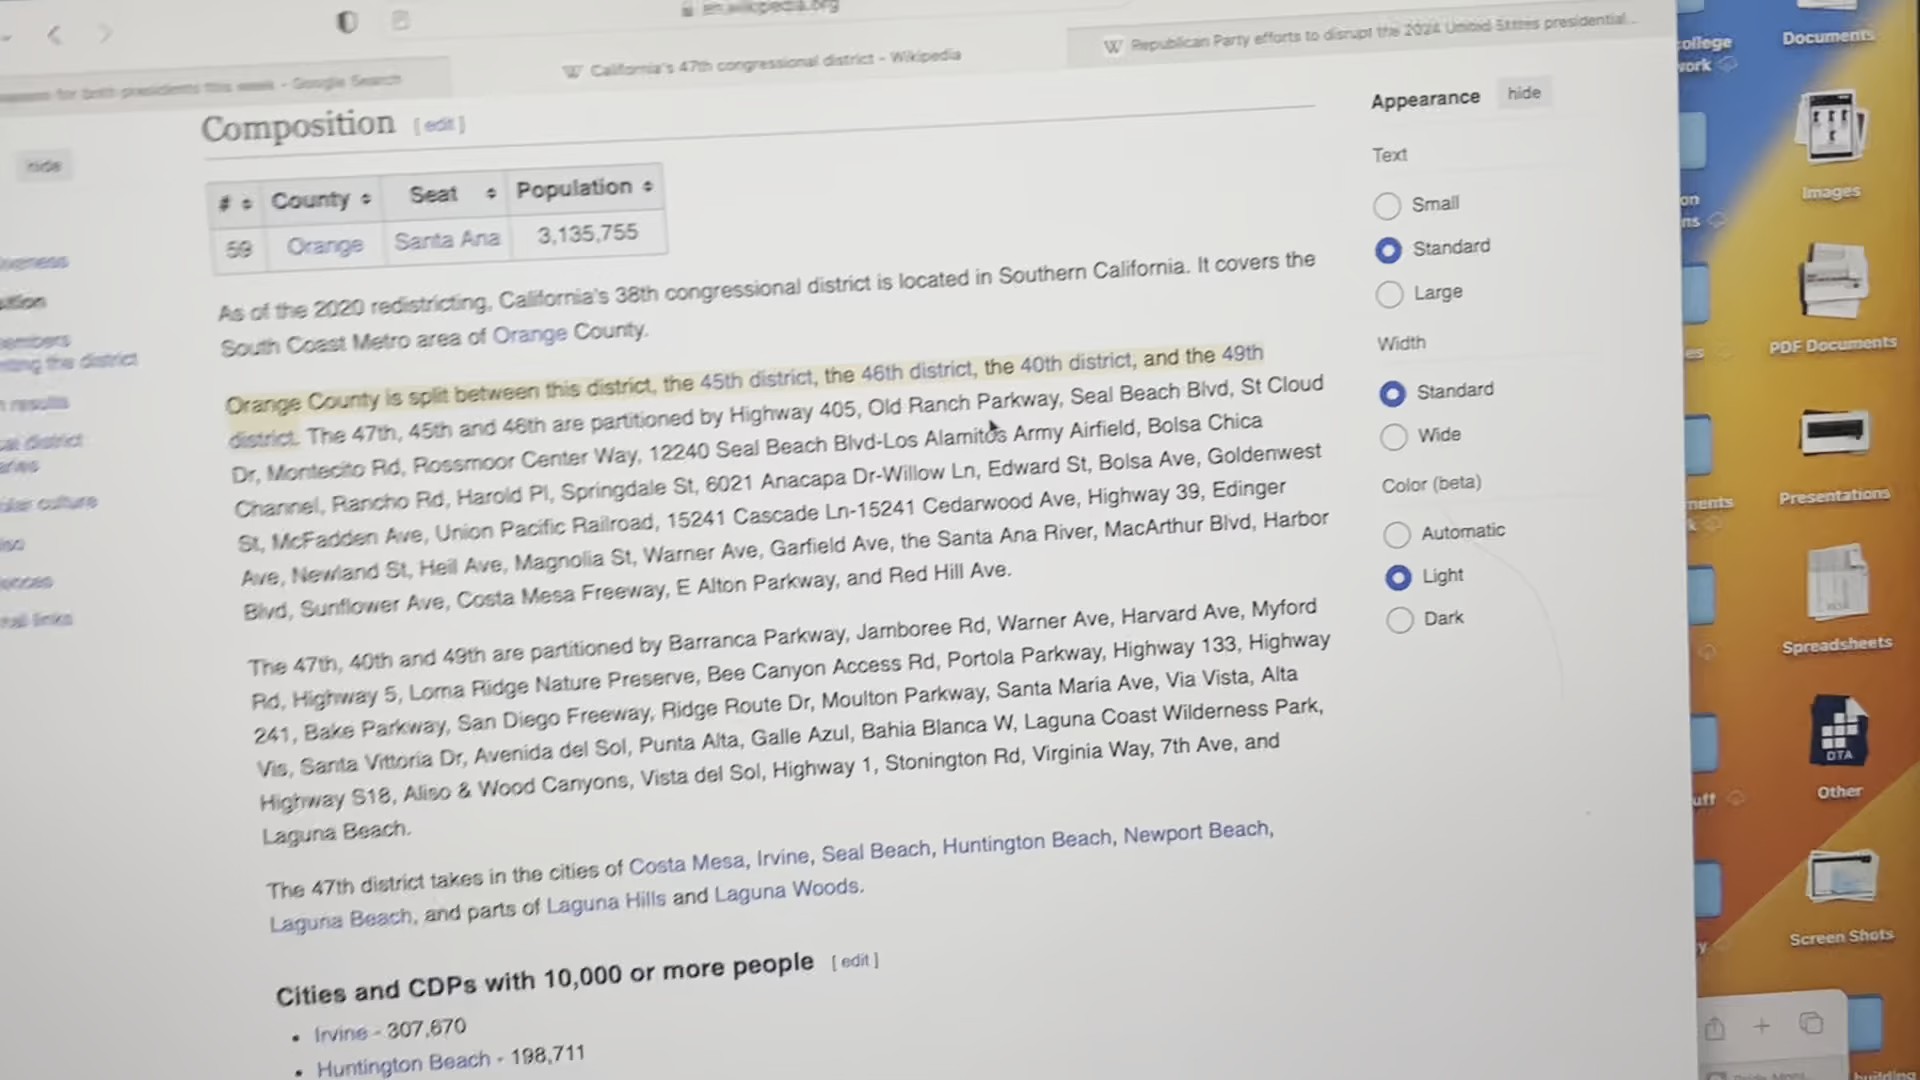 en.wikipedia.org
for both presidents this week - Google Search
California's 47th congressional district - Wikipedia
Republican Party efforts to disrupt the 2024 United States presidential...
Composition [ edit ]
hide
# County Seat Population
59 Orange Santa Ana 3,135,755
As of the 2020 redistricting, California's 38th congressional district is located in Southern California. It covers the
South Coast Metro area of Orange County.
Orange County is split between this district, the 45th district, the 46th district, the 40th district, and the 49th
district. The 47th, 45th and 46th are partitioned by Highway 405, Old Ranch Parkway, Seal Beach Blvd, St Cloud
Dr, Montecito Rd, Rossmoor Center Way, 12240 Seal Beach Blvd-Los Alamitos Army Airfield, Bolsa Chica
Channel, Rancho Rd, Harold Pl, Springdale St, 6021 Anacapa Dr-Willow Ln, Edward St, Bolsa Ave, Goldenwest
St, McFadden Ave, Union Pacific Railroad, 15241 Cascade Ln-15241 Cedarwood Ave, Highway 39, Edinger
Ave, Newland St, Heil Ave, Magnolia St, Warner Ave, Garfield Ave, the Santa Ana River, MacArthur Blvd, Harbor
Blvd, Sunflower Ave, Costa Mesa Freeway, E Alton Parkway, and Red Hill Ave.
The 47th, 40th and 49th are partitioned by Barranca Parkway, Jamboree Rd, Warner Ave, Harvard Ave, Myford
Rd, Highway 5, Loma Ridge Nature Preserve, Bee Canyon Access Rd, Portola Parkway, Highway 133, Highway
241, Bake Parkway, San Diego Freeway, Ridge Route Dr, Moulton Parkway, Santa Maria Ave, Via Vista, Alta
Vis, Santa Vittoria Dr, Avenida del Sol, Punta Alta, Galle Azul, Bahia Blanca W, Laguna Coast Wilderness Park,
Highway S18, Aliso & Wood Canyons, Vista del Sol, Highway 1, Stonington Rd, Virginia Way, 7th Ave, and
Laguna Beach.
The 47th district takes in the cities of Costa Mesa, Irvine, Seal Beach, Huntington Beach, Newport Beach,
Laguna Beach, and parts of Laguna Hills and Laguna Woods.
Cities and CDPs with 10,000 or more people [ edit ]
• Irvine - 307,670
• Huntington Beach - 198,711
ting the district
results
district
culture
links
Appearance hide
Text
Small
Standard
Large
Width
Standard
Wide
Color (beta)
Automatic
Light
Dark
Documents
Images
PDF Documents
Presentations
Spreadsheets
DTA
Other
Screen Shots
building